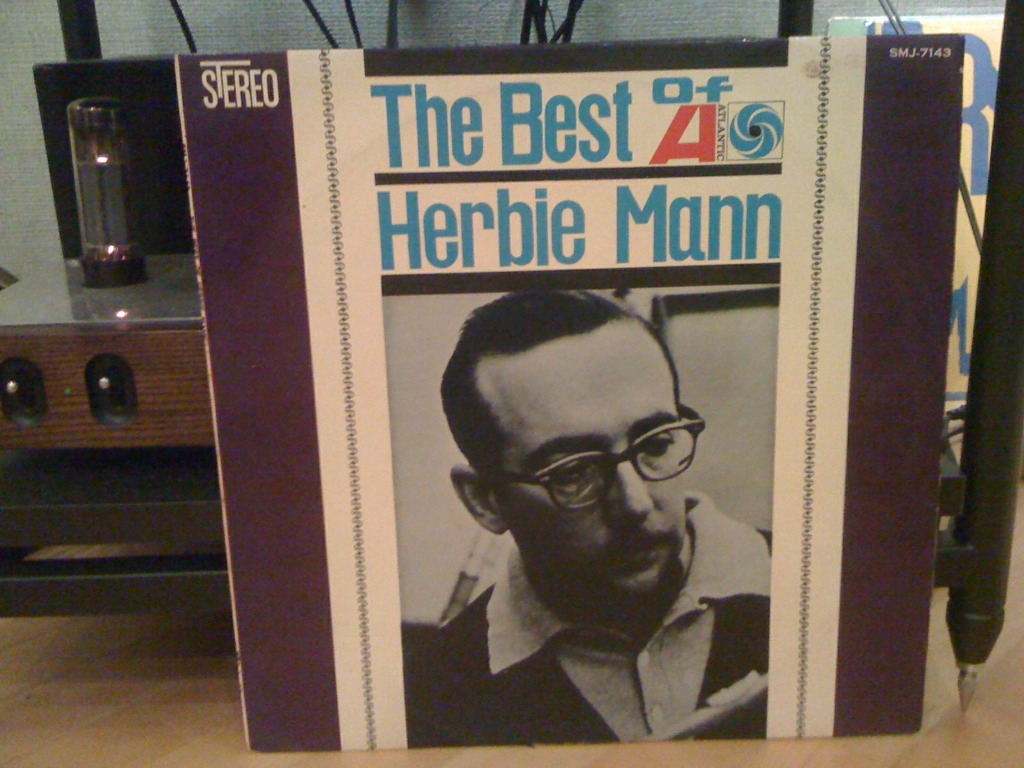 STEREO
SMJ-7143
The Best Of
A ATLANTIC
Herbie Mann